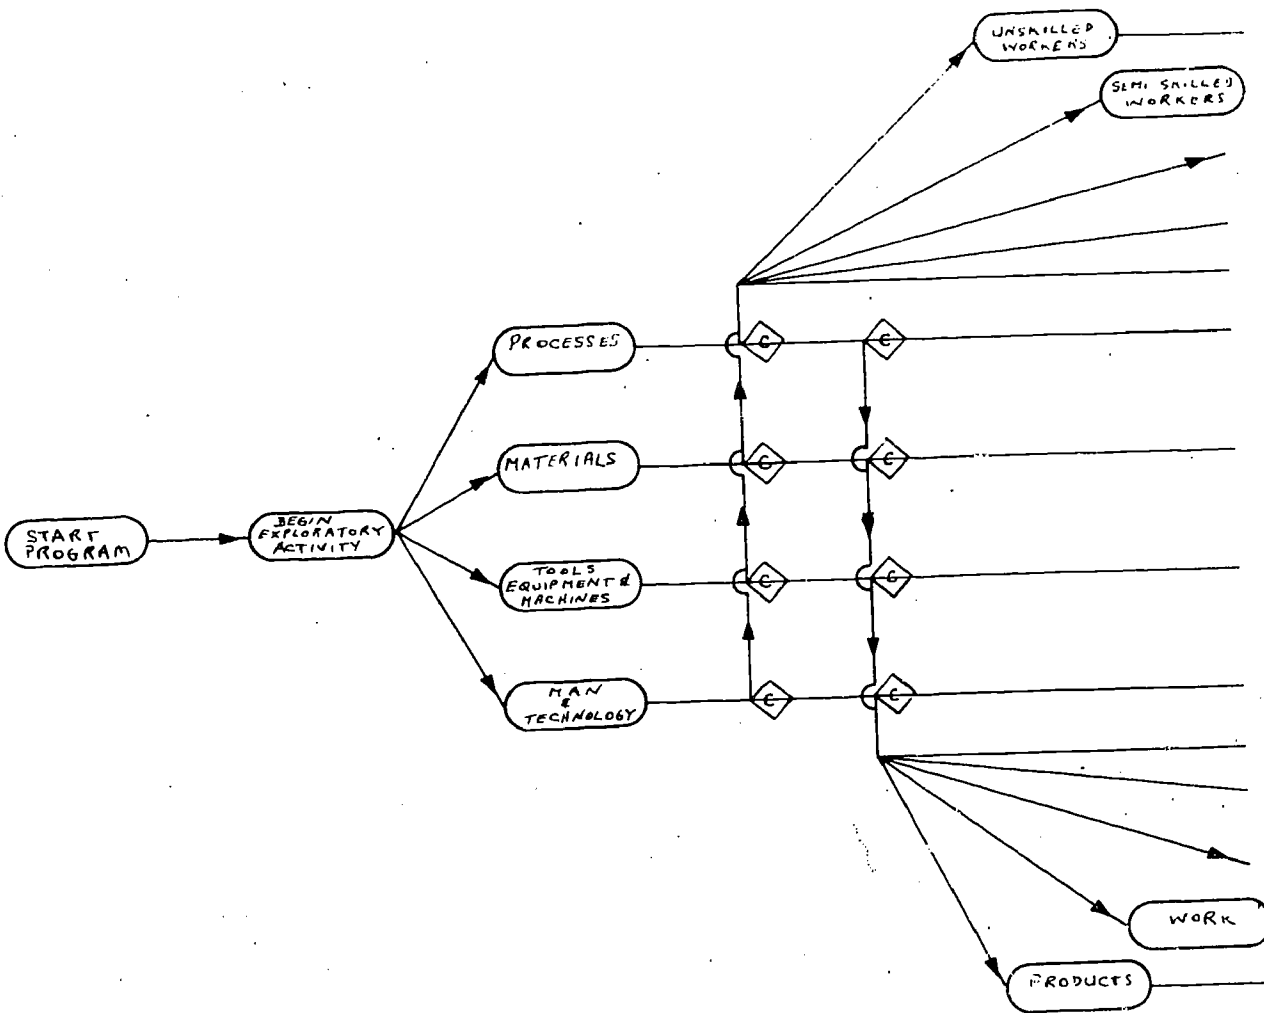 UNSKILLED
WORKERS
SEMI SKILLED
WORKERS
PROCESSES
C
C
MATERIALS
C
C
START
PROGRAM
BEGIN
EXPLORATORY
ACTIVITY
TOOLS
EQUIPMENT &
MACHINES
C
C
MAN
&
TECHNOLOGY
C
C
WORK
PRODUCTS